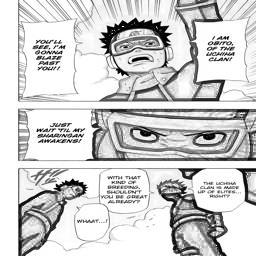 I AM
OBITO,
OF THE
UCHIHA
CLAN!
YOU'LL
SEE, I'M
GONNA
BLAZE
PAST
YOU!!
JUST
WAIT 'TIL MY
SHARINGAN
AWAKENS!
THE UCHIHA
CLAN IS MADE
UP OF ELITES...
RIGHT?
WITH THAT
KIND OF
BREEDING,
SHOULDN'T
YOU BE GREAT
ALREADY?
WHAAT...!